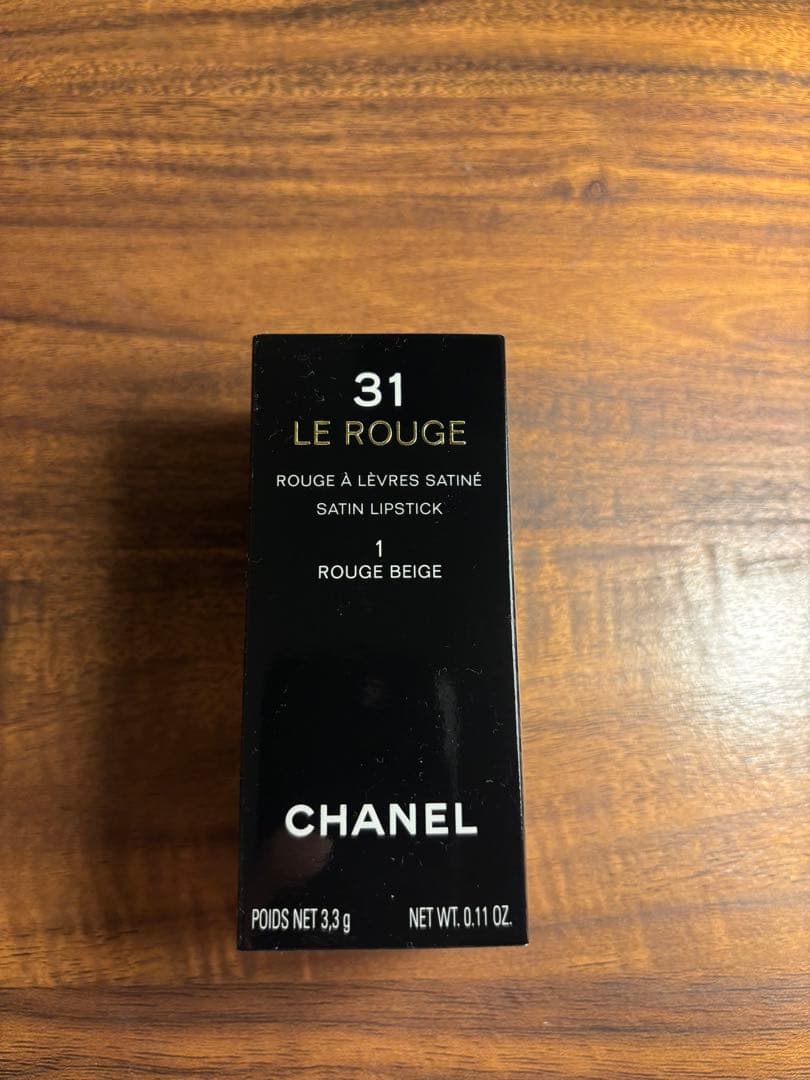 31
LE ROUGE
ROUGE À LÈVRES SATINÉ
SATIN LIPSTICK
1
ROUGE BEIGE
CHANEL
POIDS NET 3,3 g NET WT. 0.11 OZ.